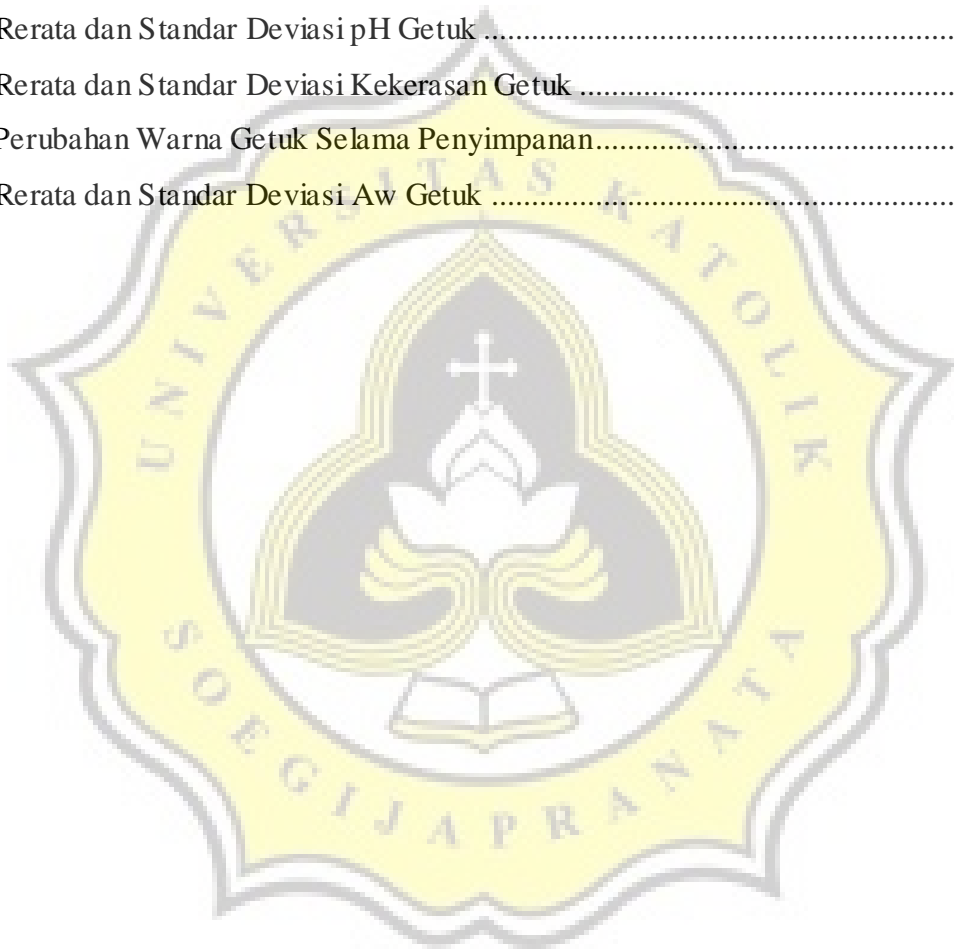 Rerata dan Standar Deviasi pH Getuk ......................................................
Rerata dan Standar Deviasi Kekerasan Getuk ...........................................
Perubahan Warna Getuk Selama Penyimpanan.........................................
Rerata dan Standar Deviasi Aw Getuk .....................................................
UNIVERSITAS KATOLIK
SOEGIJAPRANATA